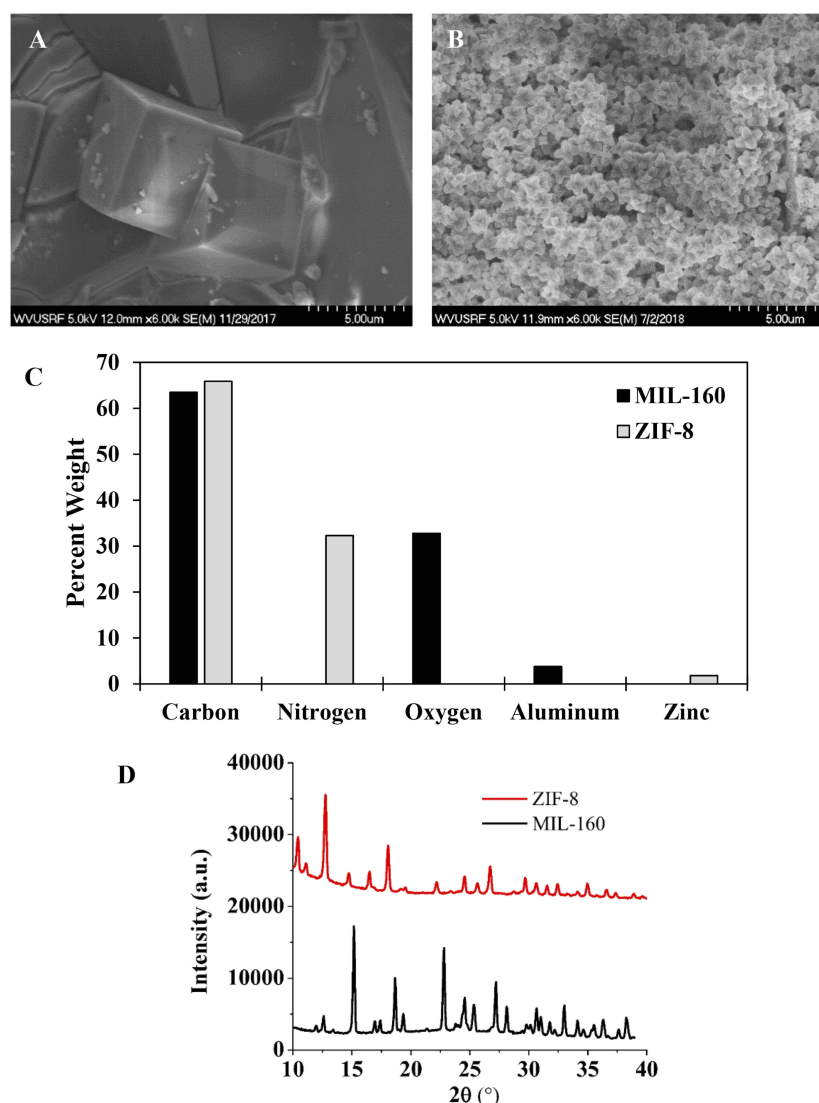 A
WVUSRF 5.0kV 12.0mm x6.00k SE(M) 11/29/2017
5.00um
B
WVUSRF 5.0kV 11.9mm x6.00k SE(M) 7/2/2018
5.00um
C
70
60
50
40
30
20
10
0
Percent Weight
MIL-160
ZIF-8
Carbon
Nitrogen
Oxygen
Aluminum
Zinc
D
40000
30000
20000
10000
0
Intensity (a.u.)
ZIF-8
MIL-160
10
15
20
25
30
35
40
2θ (°)